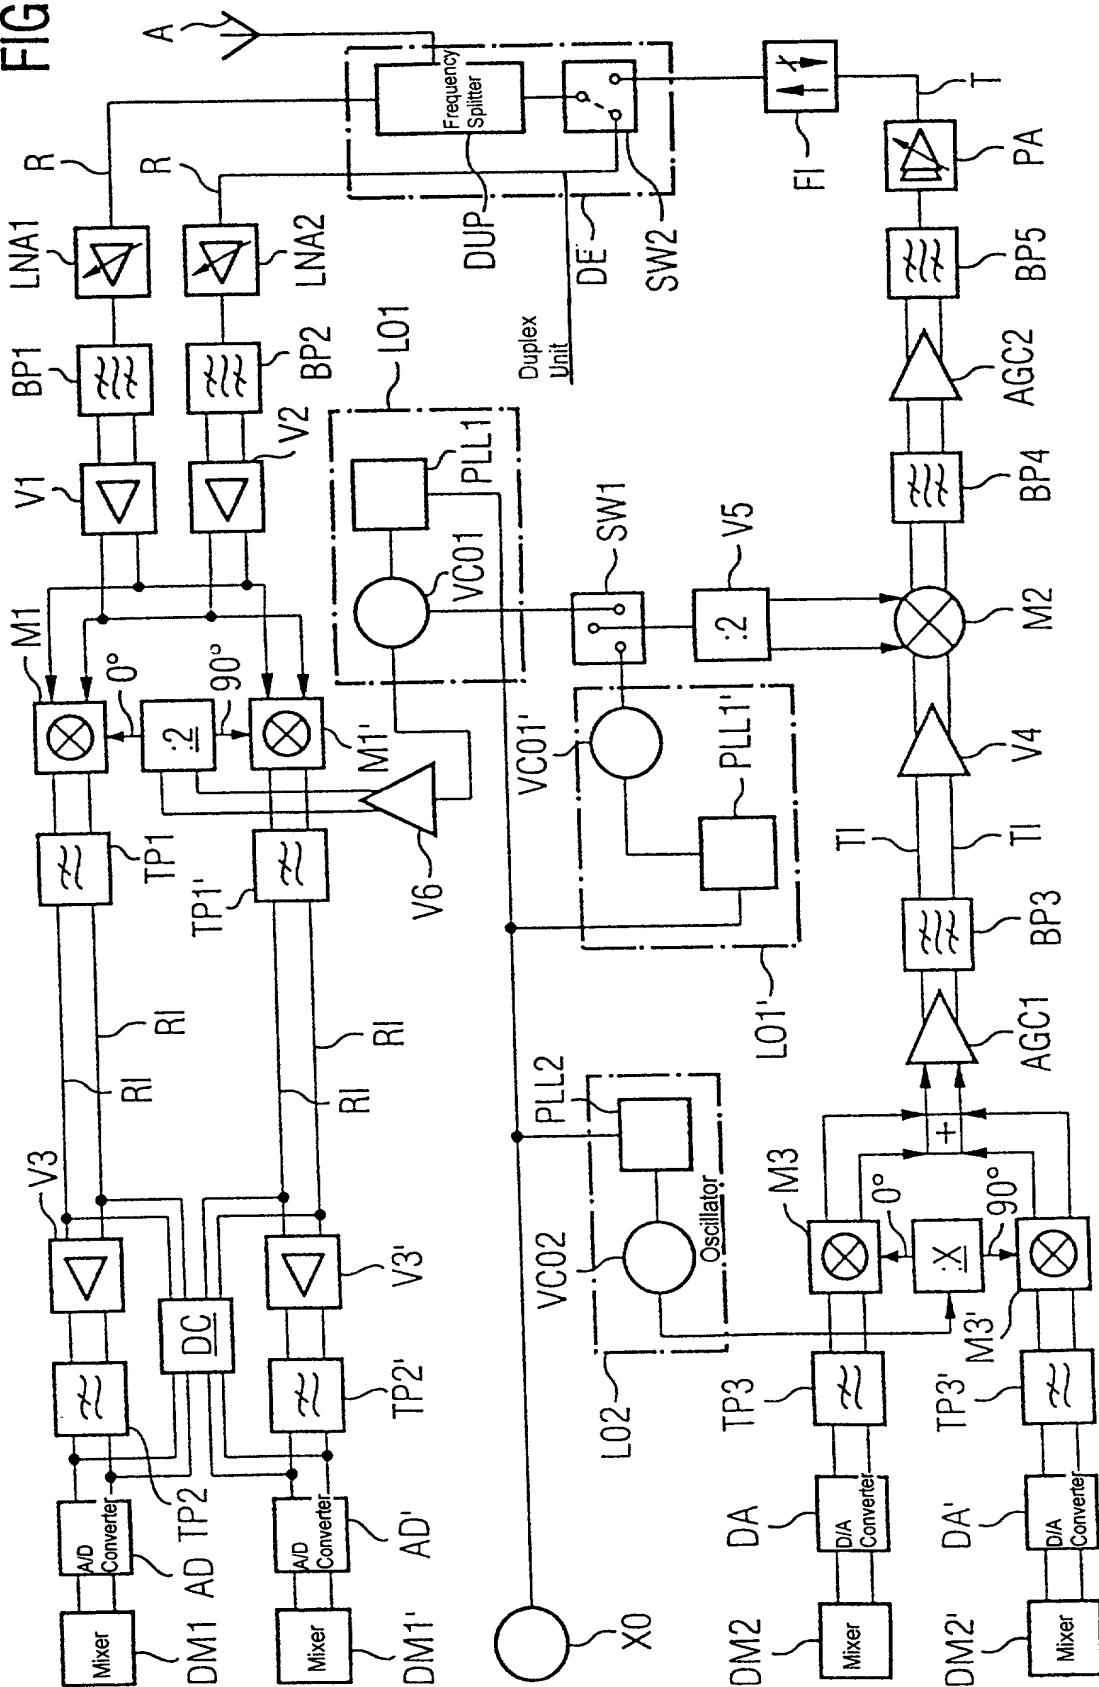 FIG
A
R
R
LNA1
LNA2
BP1
BP2
V1
V2
M1
0°
:2
90°
M1'
TP1
TP1'
V6
RI
RI
RI
RI
V3
V3'
DC
TP2
TP2'
A/D
Converter
AD
A/D
Converter
AD'
Mixer
DM1
Mixer
DM1'
Frequency
Splitter
DUP
DE
SW2
Duplex
Unit
LO1
PLL1
VCO1
SW1
:2
V5
VCO1'
PLL1'
LO1'
PLL2
VCO2
Oscillator
LO2
XO
FI
T
PA
BP5
AGC2
BP4
M2
V4
TI
TI
BP3
AGC1
+
M3
0°
:X
90°
M3'
TP3
TP3'
D/A
Converter
DA
D/A
Converter
DA'
Mixer
DM2
Mixer
DM2'